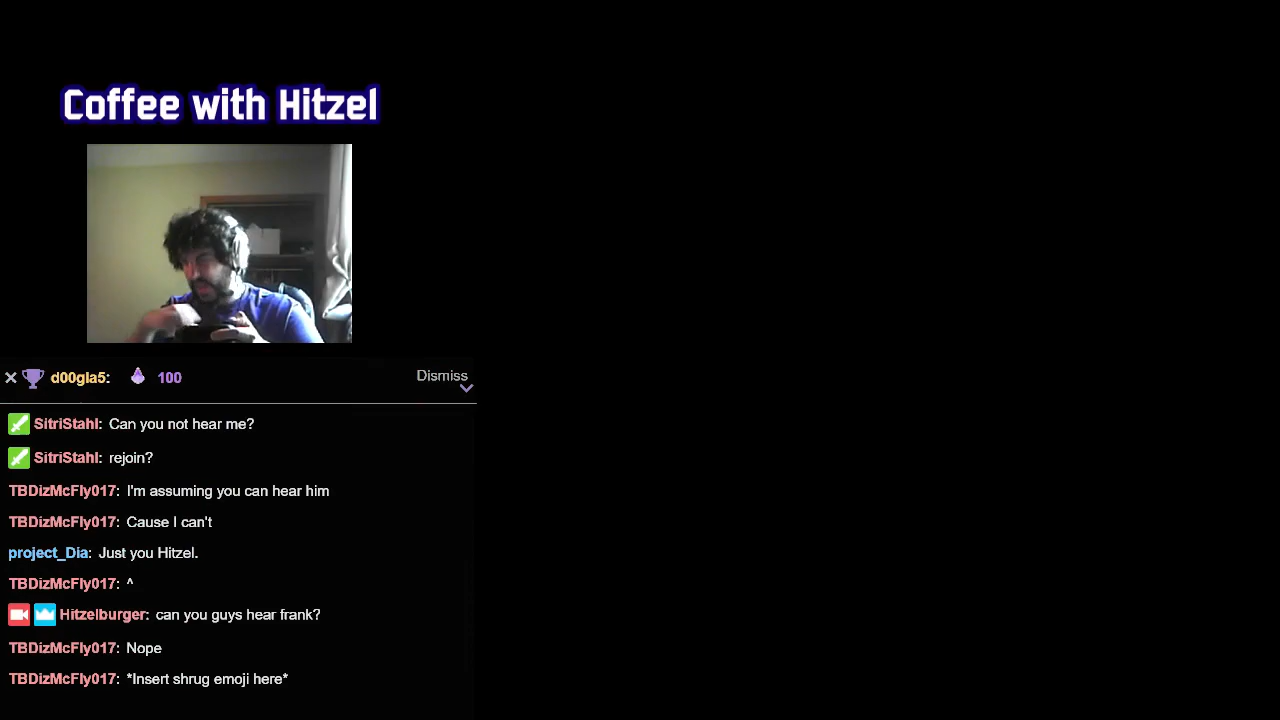 Coffee with Hitzel
d00gla5: 100 Dismiss
SitriStahl: Can you not hear me?
SitriStahl: rejoin?
TBDizMcFly017: I'm assuming you can hear him
TBDizMcFly017: Cause I can't
project_Dia: Just you Hitzel.
TBDizMcFly017: ^
Hitzelburger: can you guys hear frank?
TBDizMcFly017: Nope
TBDizMcFly017: *Insert shrug emoji here*